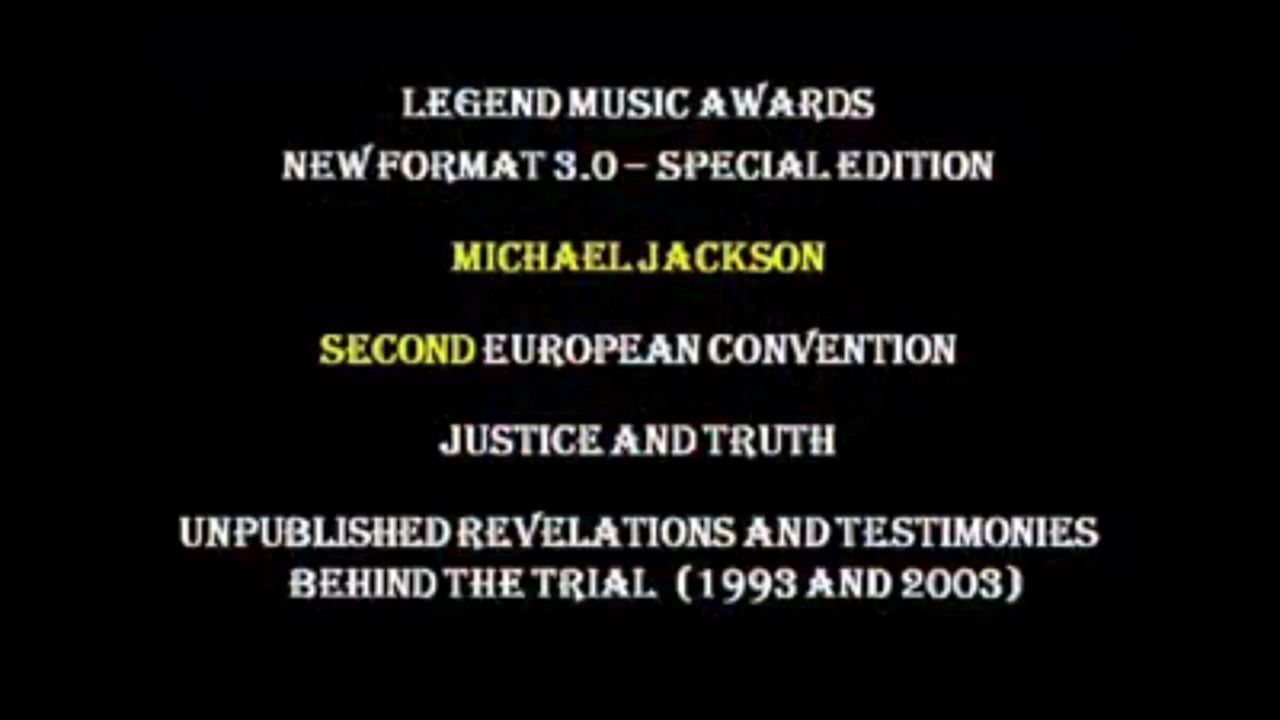 LEGEND MUSIC AWARDS
NEW FORMAT 3.0 – SPECIAL EDITION
MICHAEL JACKSON
SECOND EUROPEAN CONVENTION
JUSTICE AND TRUTH
UNPUBLISHED REVELATIONS AND TESTIMONIES
BEHIND THE TRIAL (1993 AND 2003)